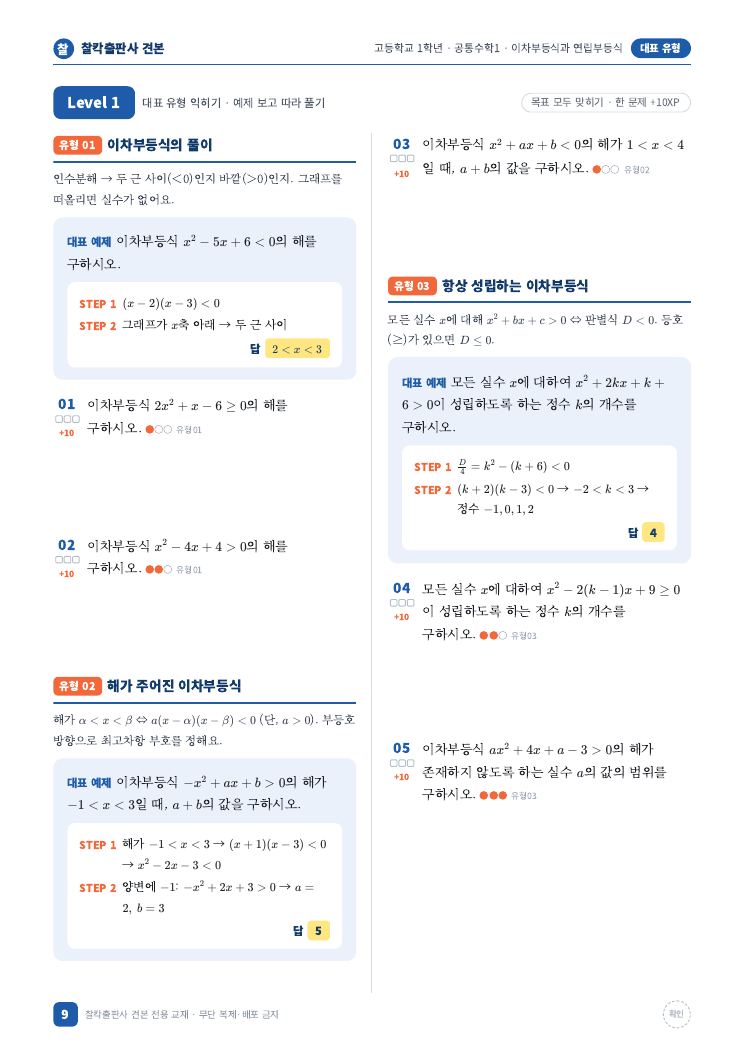 찰 찰칵출판사 견본
고등학교 1학년 · 공통수학1 · 이차부등식과 연립부등식 대표 유형
Level 1 대표 유형 익히기 · 예제 보고 따라 풀기
목표 모두 맞히기 · 한 문제 +10XP
유형 01 이차부등식의 풀이
인수분해 → 두 근 사이(<0)인지 바깥(>0)인지. 그래프를
떠올리면 실수가 없어요.
대표 예제 이차부등식 x² − 5x + 6 < 0의 해를
구하시오.
STEP 1 (x − 2)(x − 3) < 0
STEP 2 그래프가 x축 아래 → 두 근 사이
답 2 < x < 3
01 이차부등식 2x² + x − 6 ≥ 0의 해를
구하시오. ●○○ 유형01
+10
02 이차부등식 x² − 4x + 4 > 0의 해를
구하시오. ●●○ 유형01
+10
유형 02 해가 주어진 이차부등식
해가 α < x < β ⇔ a(x − α)(x − β) < 0 (단, a > 0). 부등호
방향으로 최고차항 부호를 정해요.
대표 예제 이차부등식 −x² + ax + b > 0의 해가
−1 < x < 3일 때, a + b의 값을 구하시오.
STEP 1 해가 −1 < x < 3 → (x + 1)(x − 3) < 0
→ x² − 2x − 3 < 0
STEP 2 양변에 −1: −x² + 2x + 3 > 0 → a =
2, b = 3
답 5
03 이차부등식 x² + ax + b < 0의 해가 1 < x < 4
일 때, a + b의 값을 구하시오. ●○○ 유형02
+10
유형 03 항상 성립하는 이차부등식
모든 실수 x에 대해 x² + bx + c > 0 ⇔ 판별식 D < 0. 등호
(≥)가 있으면 D ≤ 0.
대표 예제 모든 실수 x에 대하여 x² + 2kx + k +
6 > 0이 성립하도록 하는 정수 k의 개수를
구하시오.
STEP 1 D/4 = k² − (k + 6) < 0
STEP 2 (k + 2)(k − 3) < 0 → −2 < k < 3 →
정수 −1, 0, 1, 2
답 4
04 모든 실수 x에 대하여 x² − 2(k − 1)x + 9 ≥ 0
이 성립하도록 하는 정수 k의 개수를
+10
구하시오. ●●○ 유형03
05 이차부등식 ax² + 4x + a − 3 > 0의 해가
존재하지 않도록 하는 실수 a의 값의 범위를
+10
구하시오. ●●● 유형03
9 찰칵출판사 견본 전용 교재 · 무단 복제·배포 금지
확인